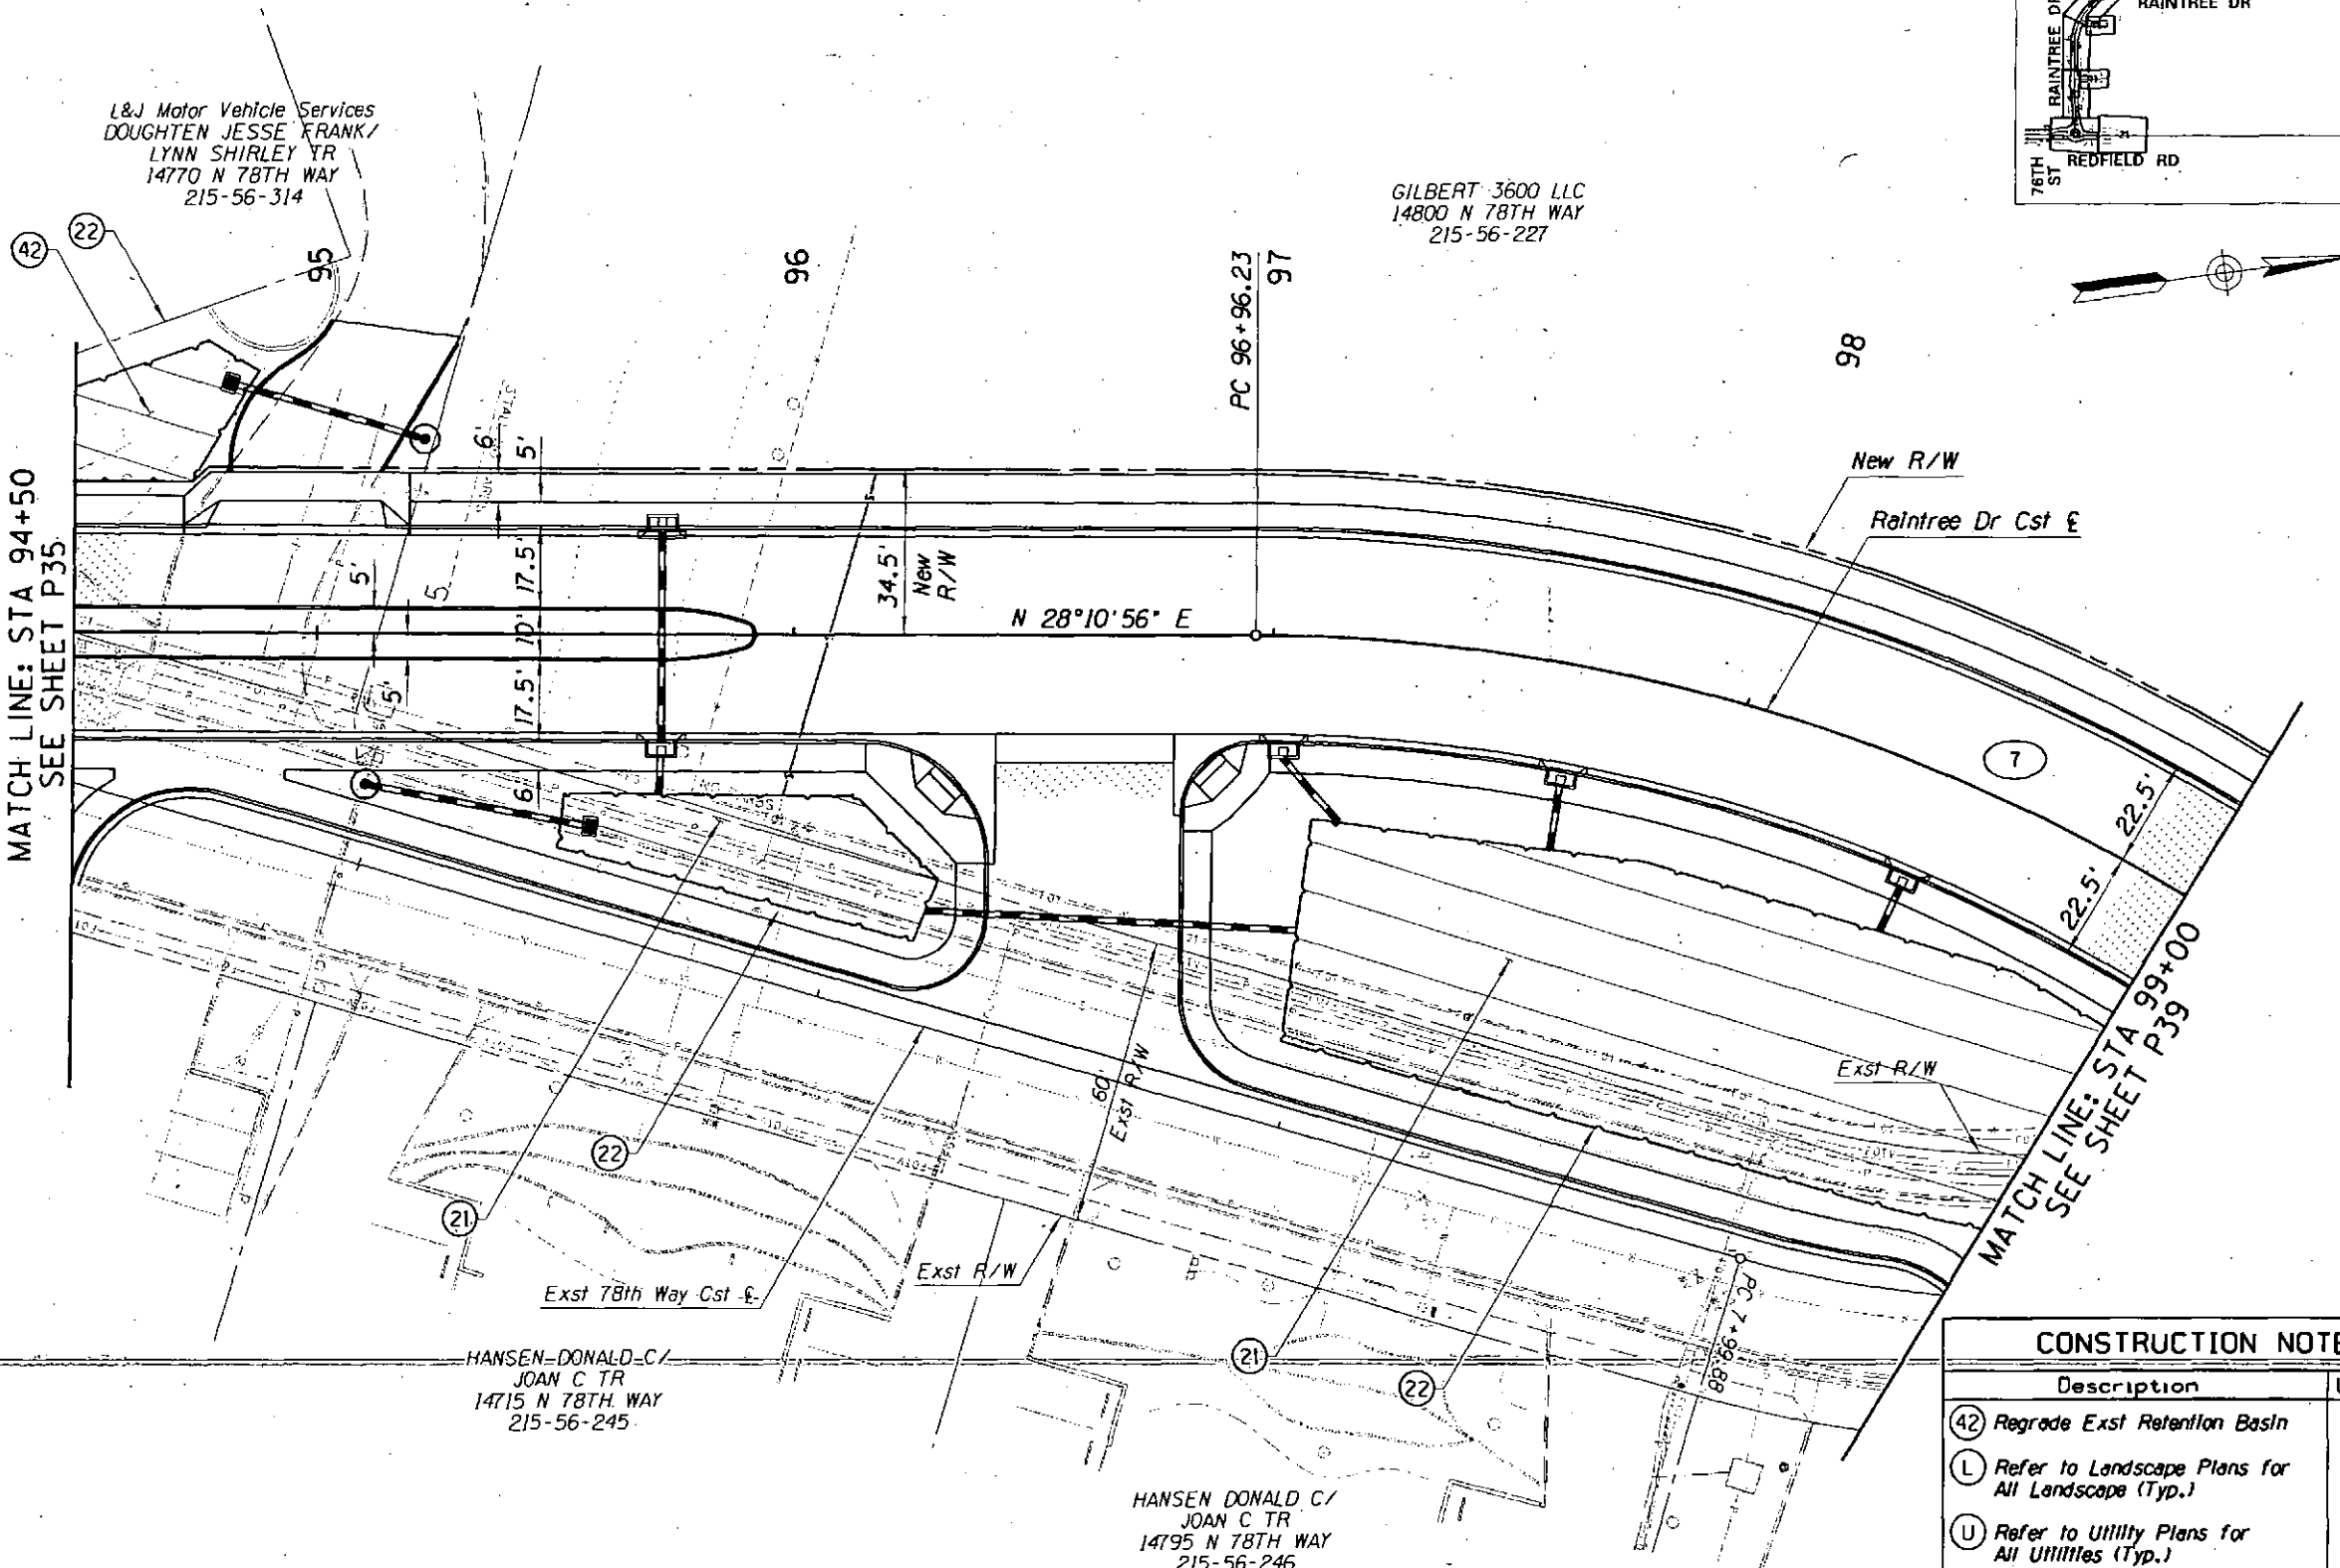 RAINTREE DR
RAINTREE DR
76TH
ST
REDFIELD RD
L&J Motor Vehicle Services
DOUGHTEN JESSE FRANK/
LYNN SHIRLEY TR
14770 N 78TH WAY
215-56-314
GILBERT 3600 LLC
14800 N 78TH WAY
215-56-227
42
22
95
96
PC 96+96.23
97
98
MATCH LINE: STA 94+50
SEE SHEET P35
6'
5'
17.5'
10'
17.5'
5'
5
5'
6'
34.5'
New
R/W
N 28°10'56" E
New R/W
Raintree Dr Cst ℄
7
22.5'
22.5'
MATCH LINE: STA 99+00
SEE SHEET P39
Exst R/W
60'
Exst R/W
22
21
Exst 78th Way Cst ℄
Exst R/W
PC 7+99.88
21
22
HANSEN DONALD C/
JOAN C TR
14715 N 78TH WAY
215-56-245
HANSEN DONALD C/
JOAN C TR
14795 N 78TH WAY
215-56-246
CONSTRUCTION NOTE
Description
42 Regrade Exst Retention Basin
L Refer to Landscape Plans for
All Landscape (Typ.)
U Refer to Utility Plans for
All Utilities (Typ.)